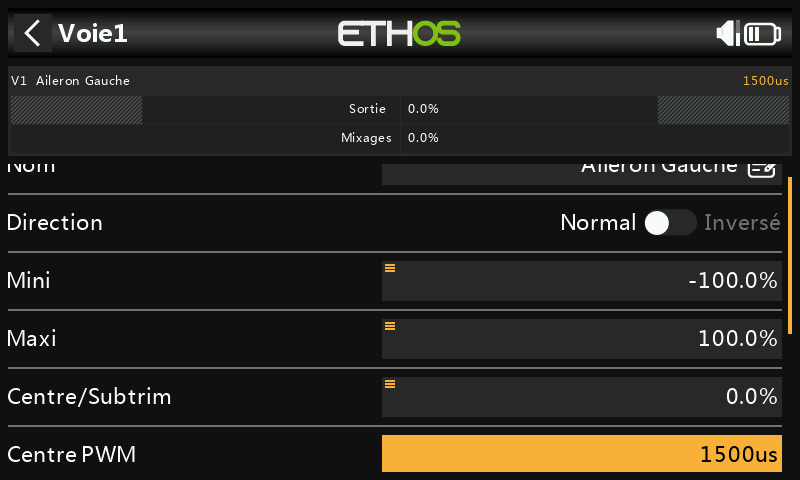 Voie1
ETHOS
V1 Aileron Gauche 1500us
Sortie 0.0%
Mixages 0.0%
Nom Aileron Gauche
Direction Normal Inversé
Mini -100.0%
Maxi 100.0%
Centre/Subtrim 0.0%
Centre PWM 1500us